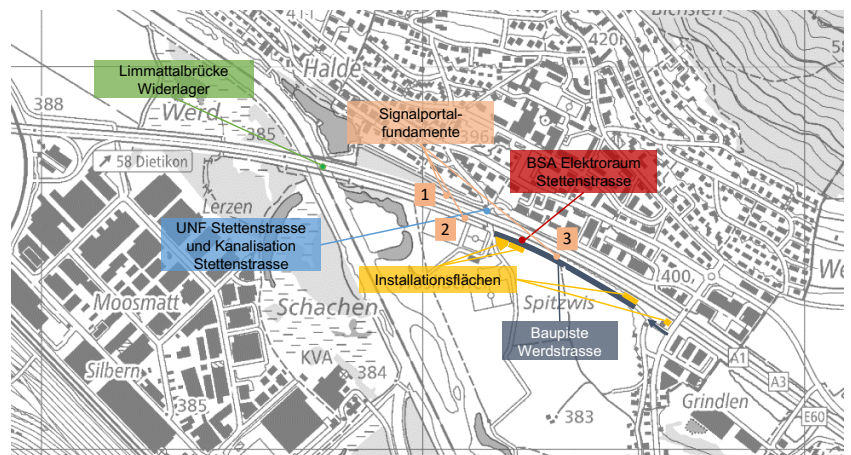 Limmattalbrücke
Widerlager
Halde
420
388
Werd
385
Signalportal-
fundamente
396
BSA Elektroraum
Stettenstrasse
58 Dietikon
Lerzen
1
2
3
UNF Stettenstrasse
und Kanalisation
Stettenstrasse
Installationsflächen
400
Moosmatt
Schachen
Spitzwis
Baupiste
Werdstrasse
KVA
384
Silbern
385
A1
A3
E60
383
Grindlen